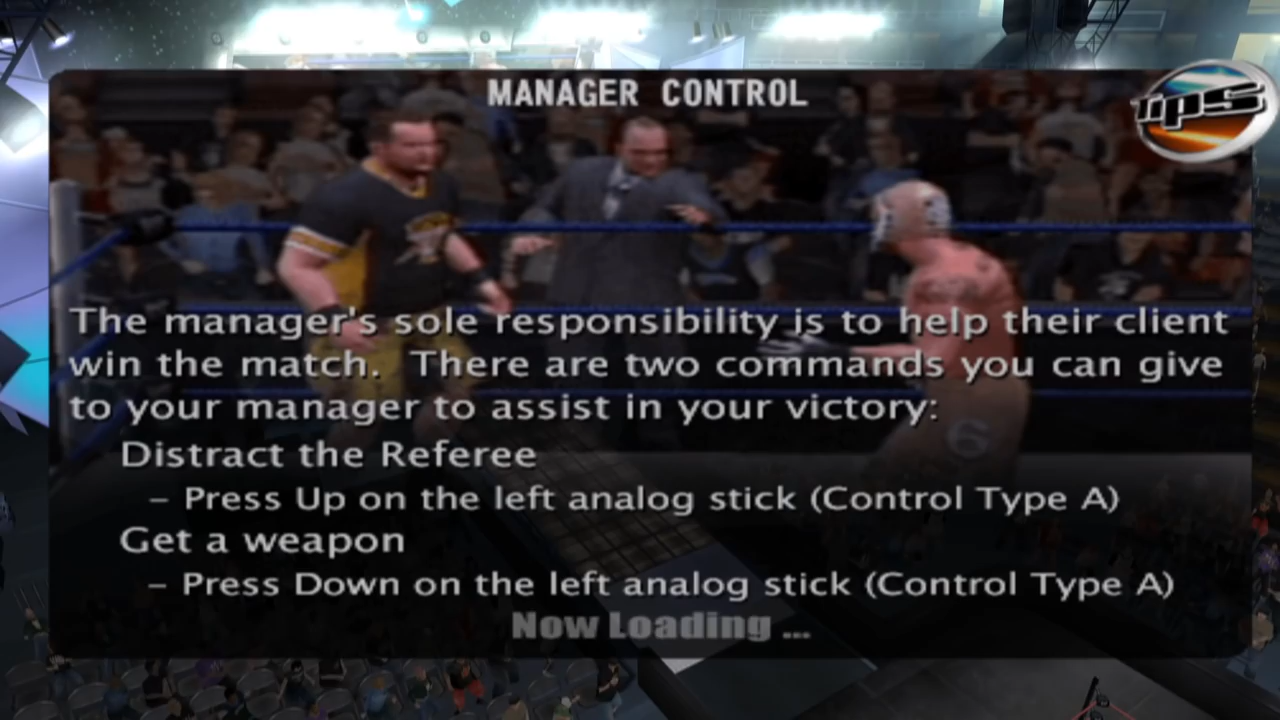 MANAGER CONTROL
TIPS
The manager's sole responsibility is to help their client
win the match. There are two commands you can give
to your manager to assist in your victory:
Distract the Referee
– Press Up on the left analog stick (Control Type A)
Get a weapon
– Press Down on the left analog stick (Control Type A)
Now Loading ...
6